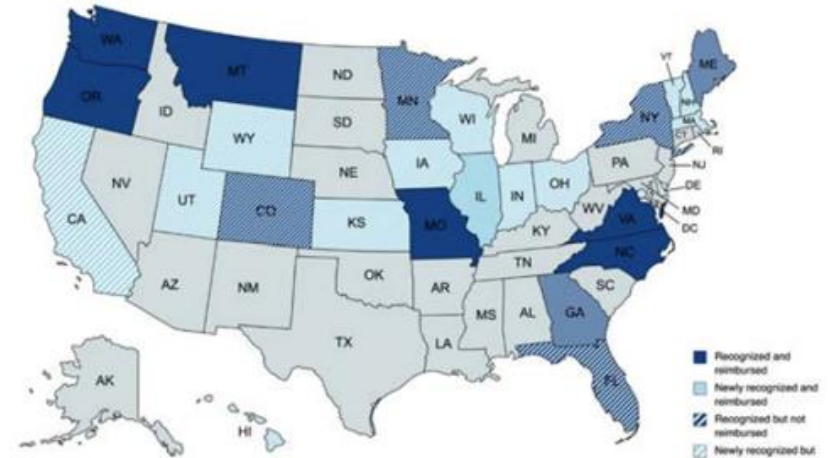 WA
MT
ND
MN
VT
ME
OR
ID
SD
WI
NY
NH
MA
WY
MI
CT
RI
IA
PA
NJ
NE
NV
UT
CO
IL
IN
OH
DE
CA
KS
MO
WV
VA
MD
KY
DC
NC
TN
AZ
NM
OK
AR
SC
MS
AL
GA
TX
LA
AK
FL
HI
Recognized and
reimbursed
Newly recognized and
reimbursed
Recognized but not
reimbursed
Newly recognized but